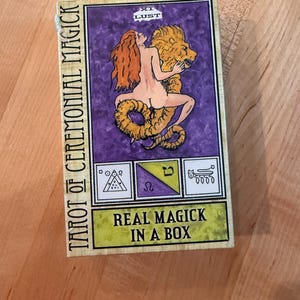 XI
LUST
TAROT OF CEREMONIAL MAGICK
ט
♌
REAL MAGICK
IN A BOX